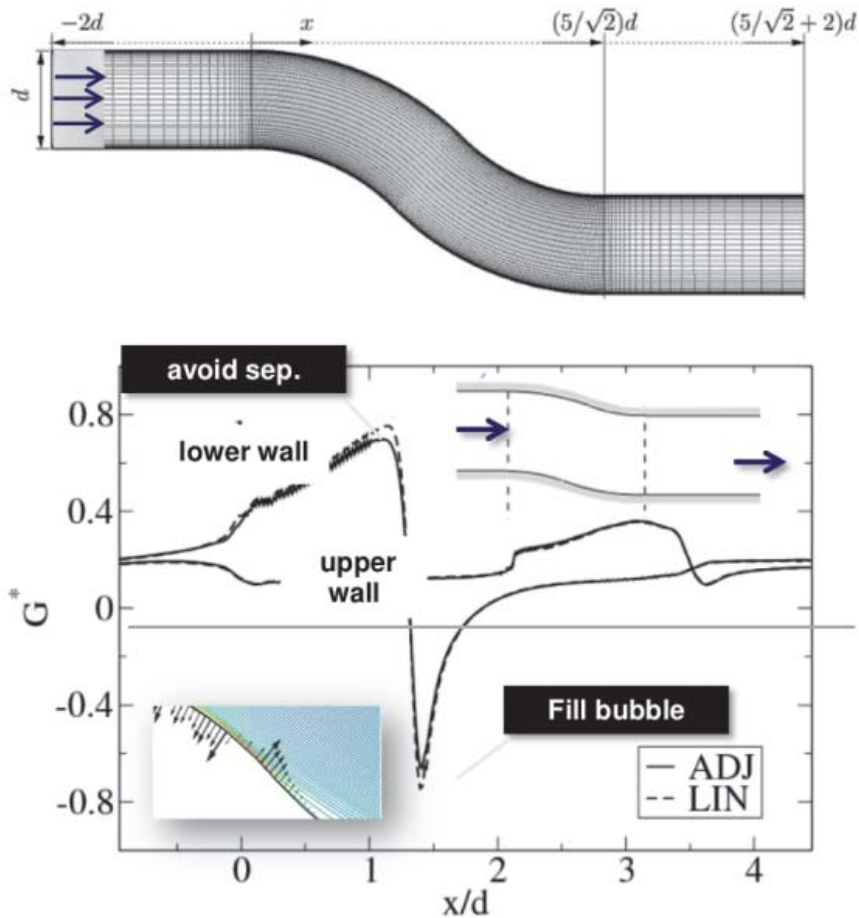 −2d
x
(5/√2)d
(5/√2 + 2)d
d
avoid sep.
0.8
lower wall
0.4
upper
wall
G*
0
-0.4
Fill bubble
ADJ
-0.8
LIN
0
1
2
3
4
x/d